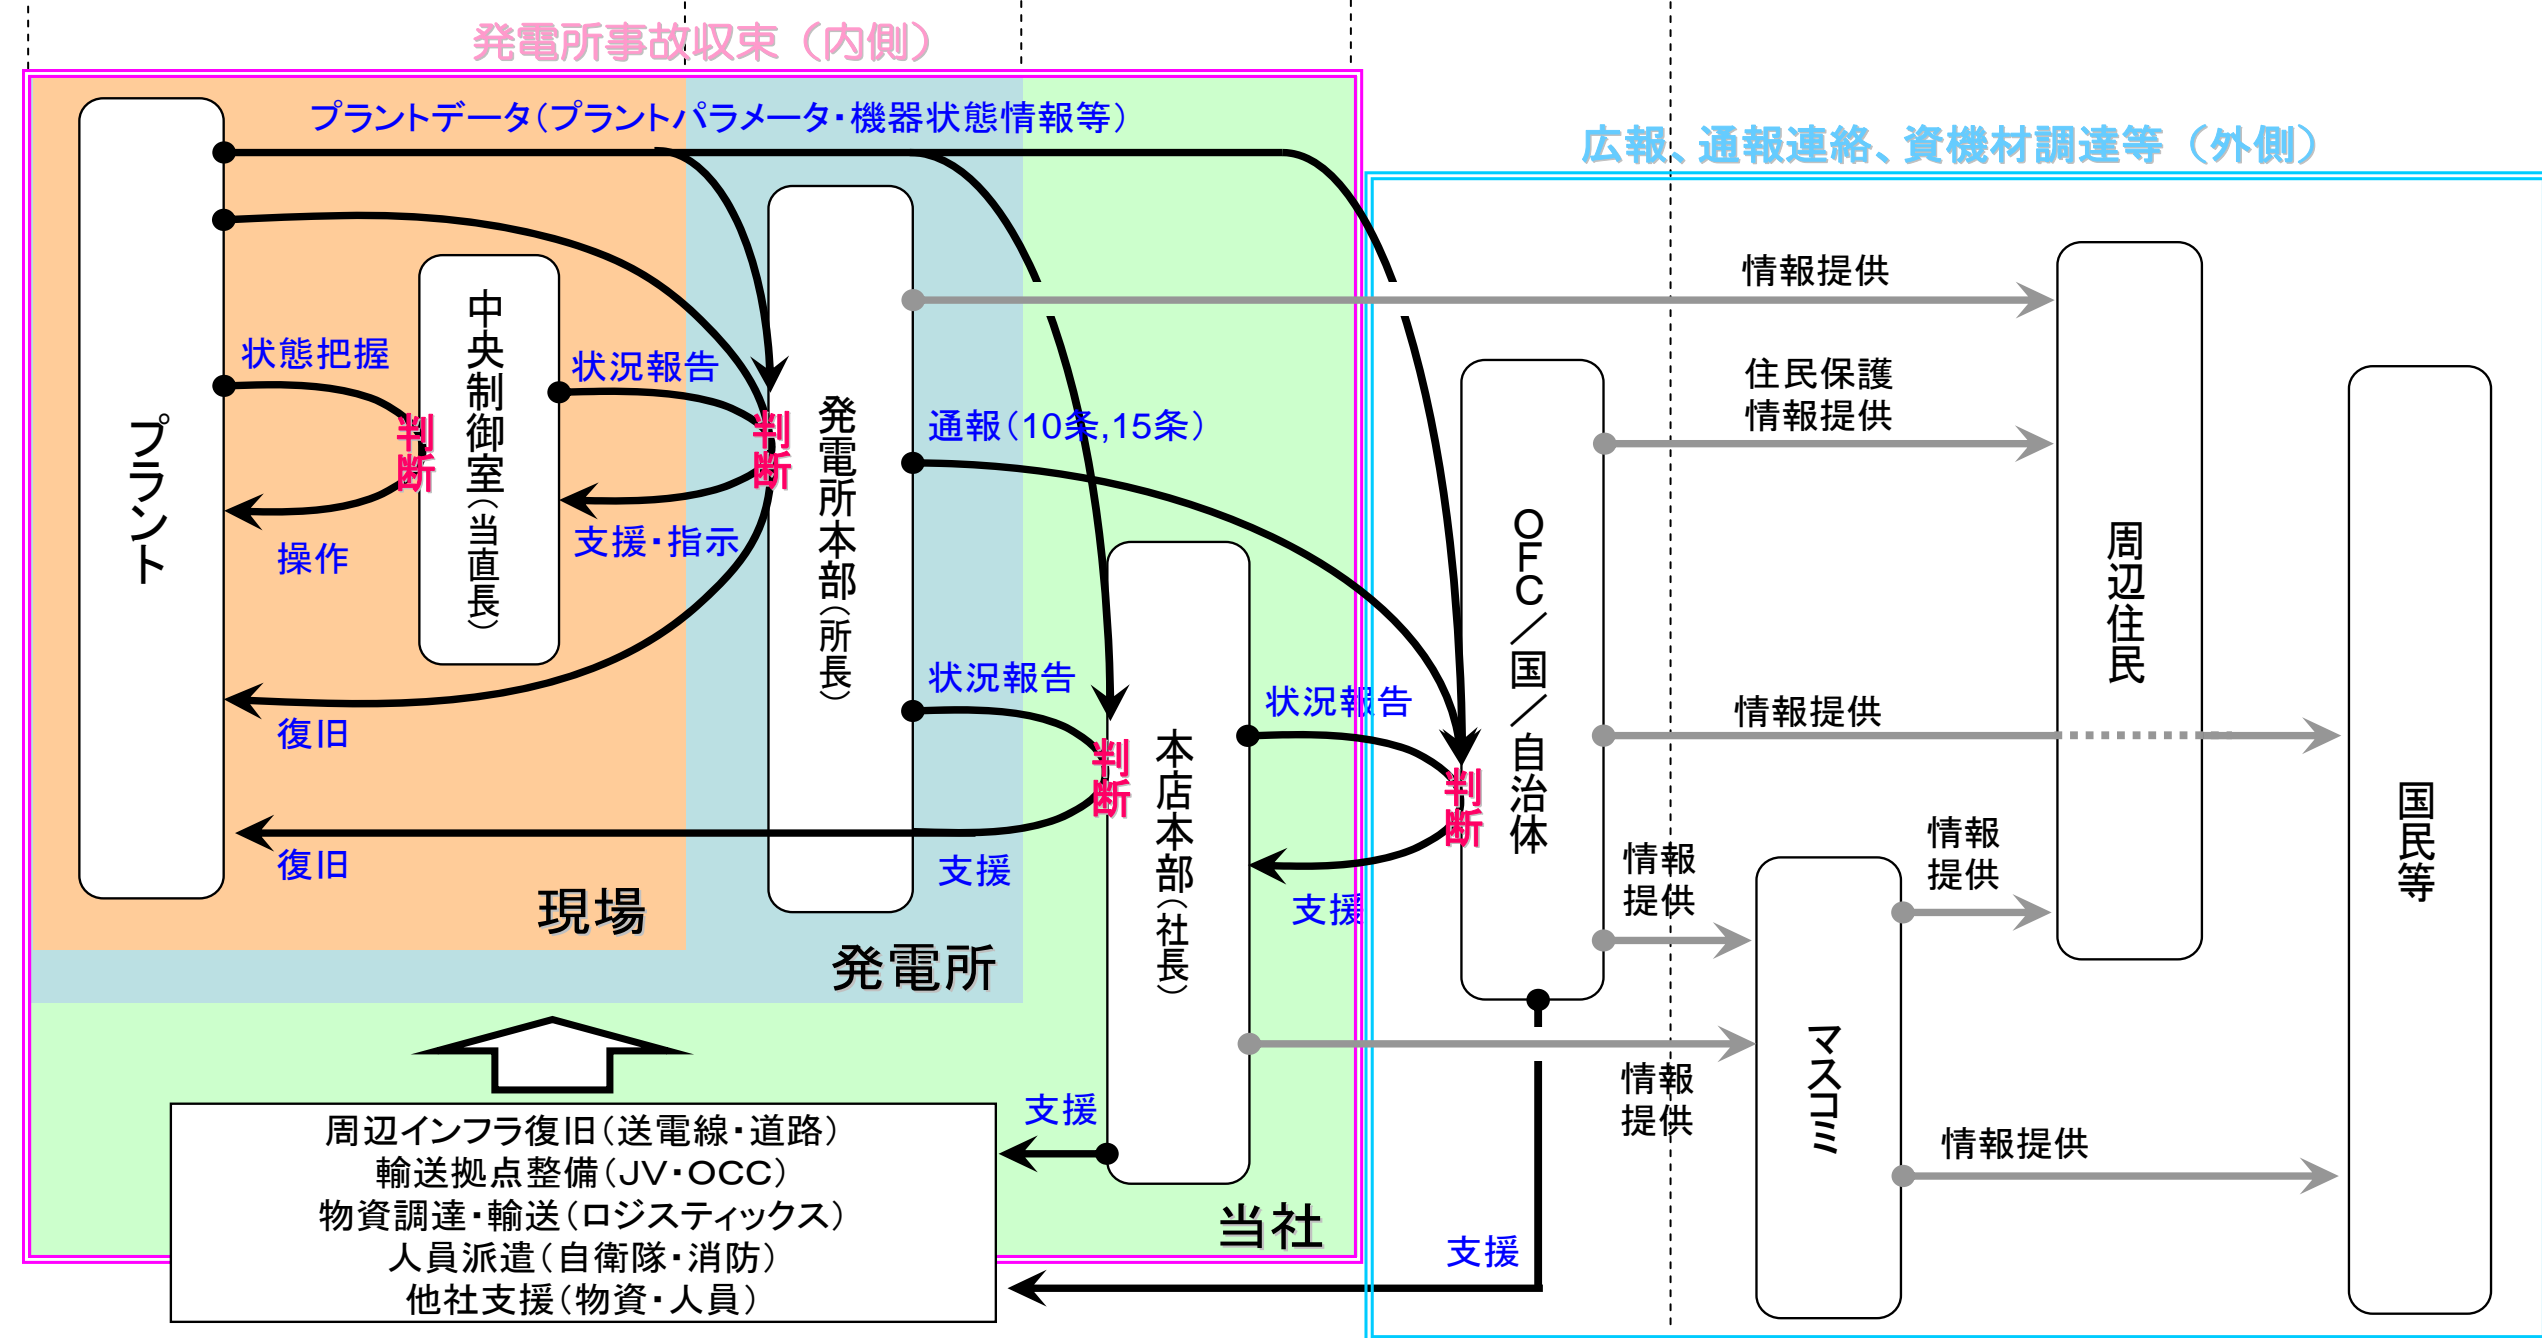 発電所事故収束（内側）
広報、通報連絡、資機材調達等（外側）
プラントデータ（プラントパラメータ・機器状態情報等）
プラント
状態把握
判断
操作
中央制御室（当直長）
状況報告
判断
支援・指示
復旧
復旧
現場
発電所本部（所長）
通報（10条,15条）
状況報告
判断
支援
発電所
本店本部（社長）
状況報告
判断
支援
支援
当社
OFC／国／自治体
情報提供
住民保護
情報提供
情報提供
情報
提供
情報
提供
情報
提供
情報提供
支援
マスコミ
周辺住民
国民等
周辺インフラ復旧（送電線・道路）
輸送拠点整備（JV・OCC）
物資調達・輸送（ロジスティックス）
人員派遣（自衛隊・消防）
他社支援（物資・人員）